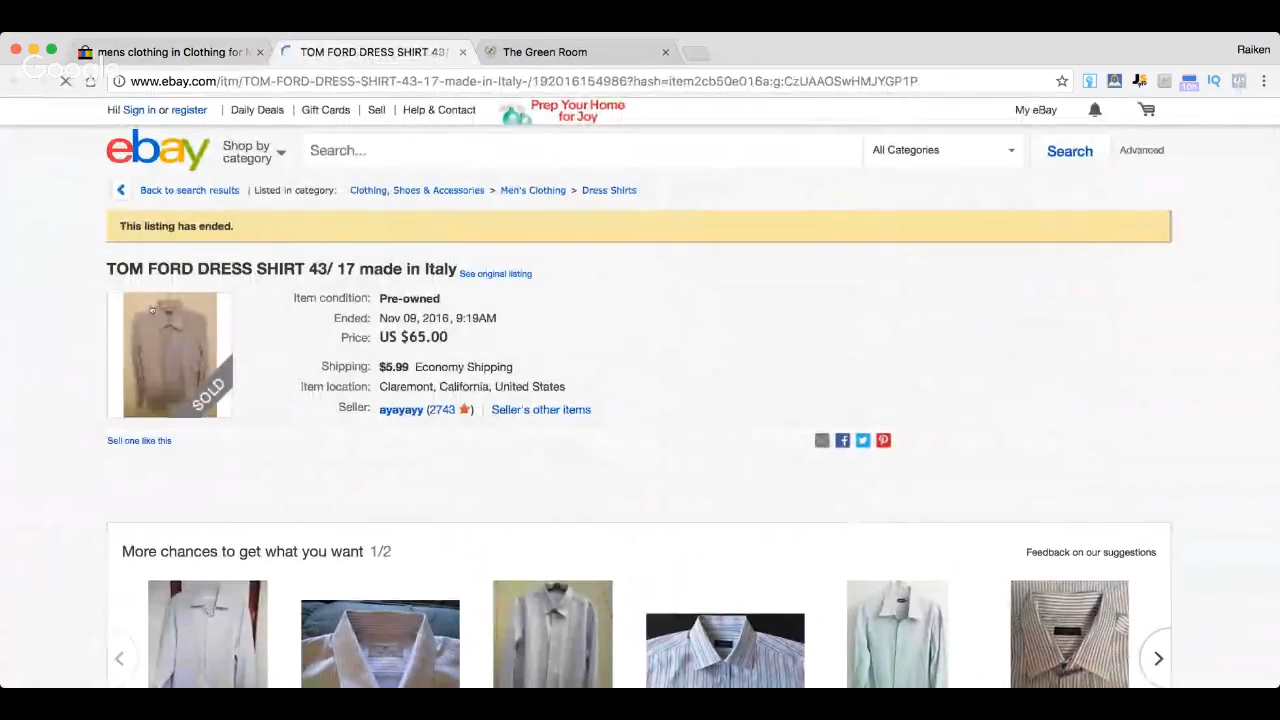 mens clothing in Clothing for M
TOM FORD DRESS SHIRT 43/
The Green Room
Raiken
Google
www.ebay.com/itm/TOM-FORD-DRESS-SHIRT-43-17-made-in-Italy-/192016154986?hash=item2cb50e016a:g:CzUAAOSwHMJYGP1P
Hi! Sign in or register | Daily Deals | Gift Cards | Sell | Help & Contact
Prep Your Home for Joy
My eBay
ebay
Shop by category
Search...
All Categories
Search
Advanced
Back to search results | Listed in category: Clothing, Shoes & Accessories > Men's Clothing > Dress Shirts
This listing has ended.
TOM FORD DRESS SHIRT 43/ 17 made in Italy See original listing
SOLD
Item condition: Pre-owned
Ended: Nov 09, 2016 , 9:19AM
Price: US $65.00
Shipping: $5.99 Economy Shipping
Item location: Claremont, California, United States
Seller: ayayayy (2743 ) | Seller's other items
Sell one like this
More chances to get what you want 1/2
Feedback on our suggestions